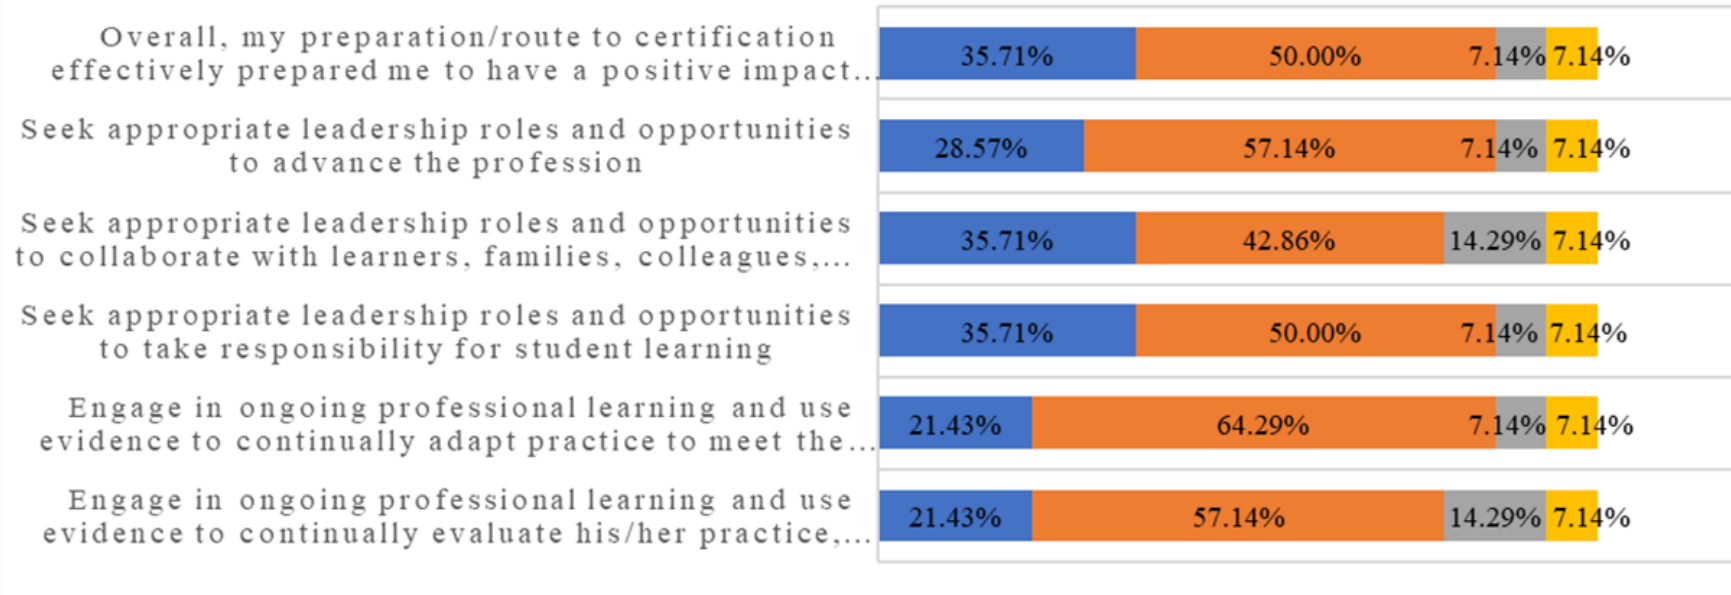 Overall, my preparation/route to certification
effectively prepared me to have a positive impact...
35.71% 50.00% 7.14% 7.14%
Seek appropriate leadership roles and opportunities
to advance the profession
28.57% 57.14% 7.14% 7.14%
Seek appropriate leadership roles and opportunities
to collaborate with learners, families, colleagues,...
35.71% 42.86% 14.29% 7.14%
Seek appropriate leadership roles and opportunities
to take responsibility for student learning
35.71% 50.00% 7.14% 7.14%
Engage in ongoing professional learning and use
evidence to continually adapt practice to meet the...
21.43% 64.29% 7.14% 7.14%
Engage in ongoing professional learning and use
evidence to continually evaluate his/her practice,...
21.43% 57.14% 14.29% 7.14%